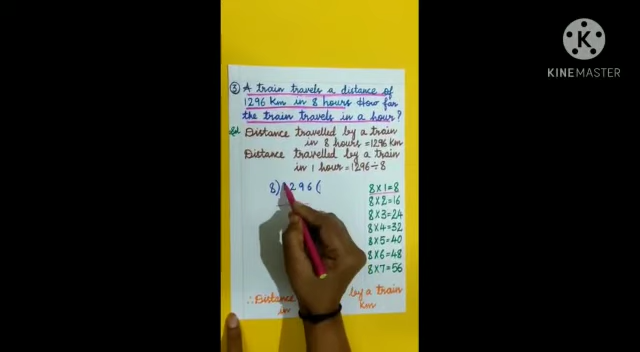 KINEMASTER
③ A train travels a distance of
1296 Km in 8 hours How far
the train travels in a hour?
Sol Distance travelled by a train
in 8 hours = 1296 Km
Distance travelled by a train
in 1 hour = 1296 ÷ 8
8) 296 (
8 X 1 = 8
8 X 2 = 16
8 X 3 = 24
8 X 4 = 32
8 X 5 = 40
8 X 6 = 48
8 X 7 = 56
∴ Distance by a train
in Km